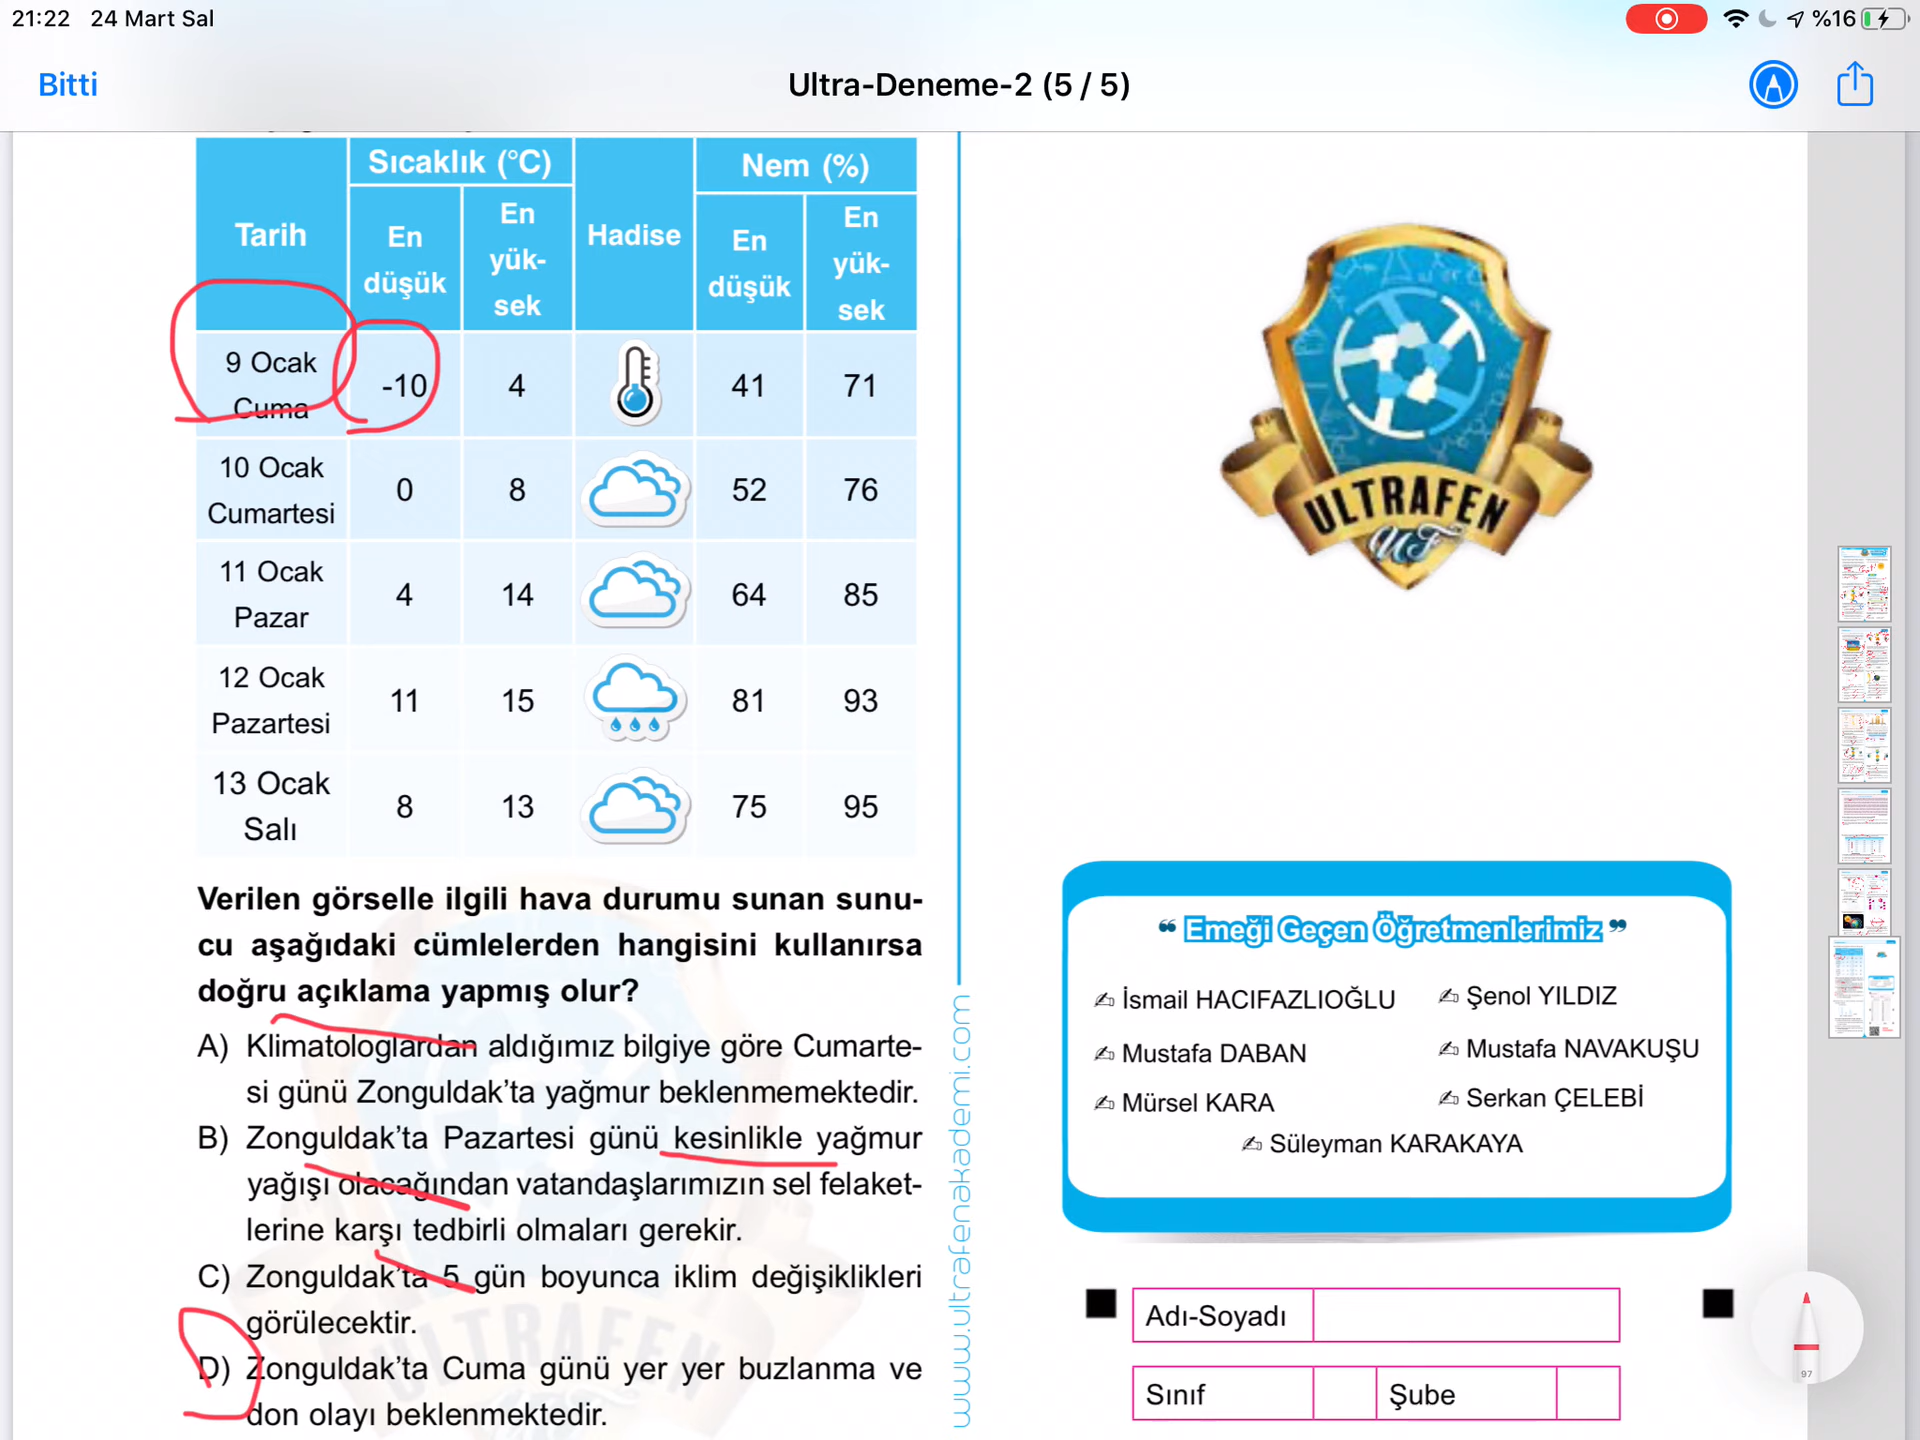 21:22 24 Mart Sal
%16
Bitti
Ultra-Deneme-2 (5 / 5)
Tarih
Sıcaklık (°C)
Hadise
Nem (%)
En düşük
En yük-
sek
En düşük
En yük-
sek
9 Ocak
Cuma
-10
4
41
71
10 Ocak
Cumartesi
0
8
52
76
11 Ocak
Pazar
4
14
64
85
12 Ocak
Pazartesi
11
15
81
93
13 Ocak
Salı
8
13
75
95
Verilen görselle ilgili hava durumu sunan sunu-
cu aşağıdaki cümlelerden hangisini kullanırsa
doğru açıklama yapmış olur?
A) Klimatologlardan aldığımız bilgiye göre Cumarte-
si günü Zonguldak'ta yağmur beklenmemektedir.
B) Zonguldak'ta Pazartesi günü kesinlikle yağmur
yağışı olacağından vatandaşlarımızın sel felaket-
lerine karşı tedbirli olmaları gerekir.
C) Zonguldak'ta 5 gün boyunca iklim değişiklikleri
görülecektir.
D) Zonguldak'ta Cuma günü yer yer buzlanma ve
don olayı beklenmektedir.
ULTRAFEN
www.ultrafenakademi.com
ULTRAFEN
UF
❝ Emeği Geçen Öğretmenlerimiz ❞
✍ İsmail HACIFAZLIOĞLU
✍ Şenol YILDIZ
✍ Mustafa DABAN
✍ Mustafa NAVAKUŞU
✍ Mürsel KARA
✍ Serkan ÇELEBİ
✍ Süleyman KARAKAYA
Adı-Soyadı
Sınıf
Şube
97